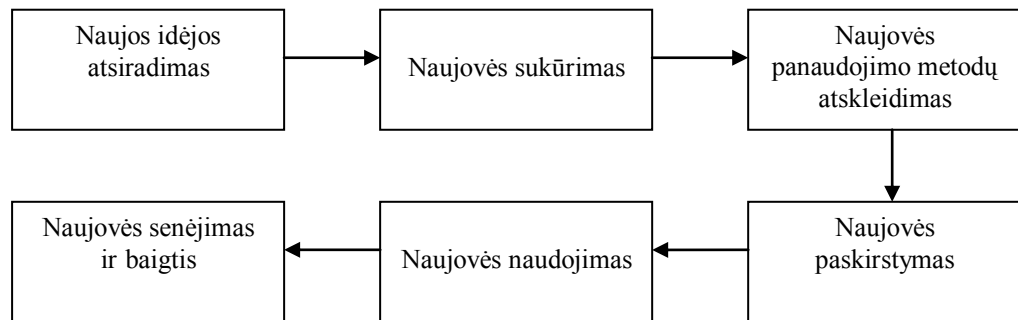 Naujos idėjos
atsiradimas
Naujovės sukūrimas
Naujovės
panaudojimo metodų
atskleidimas
Naujovės
paskirstymas
Naujovės naudojimas
Naujovės senėjimas
ir baigtis